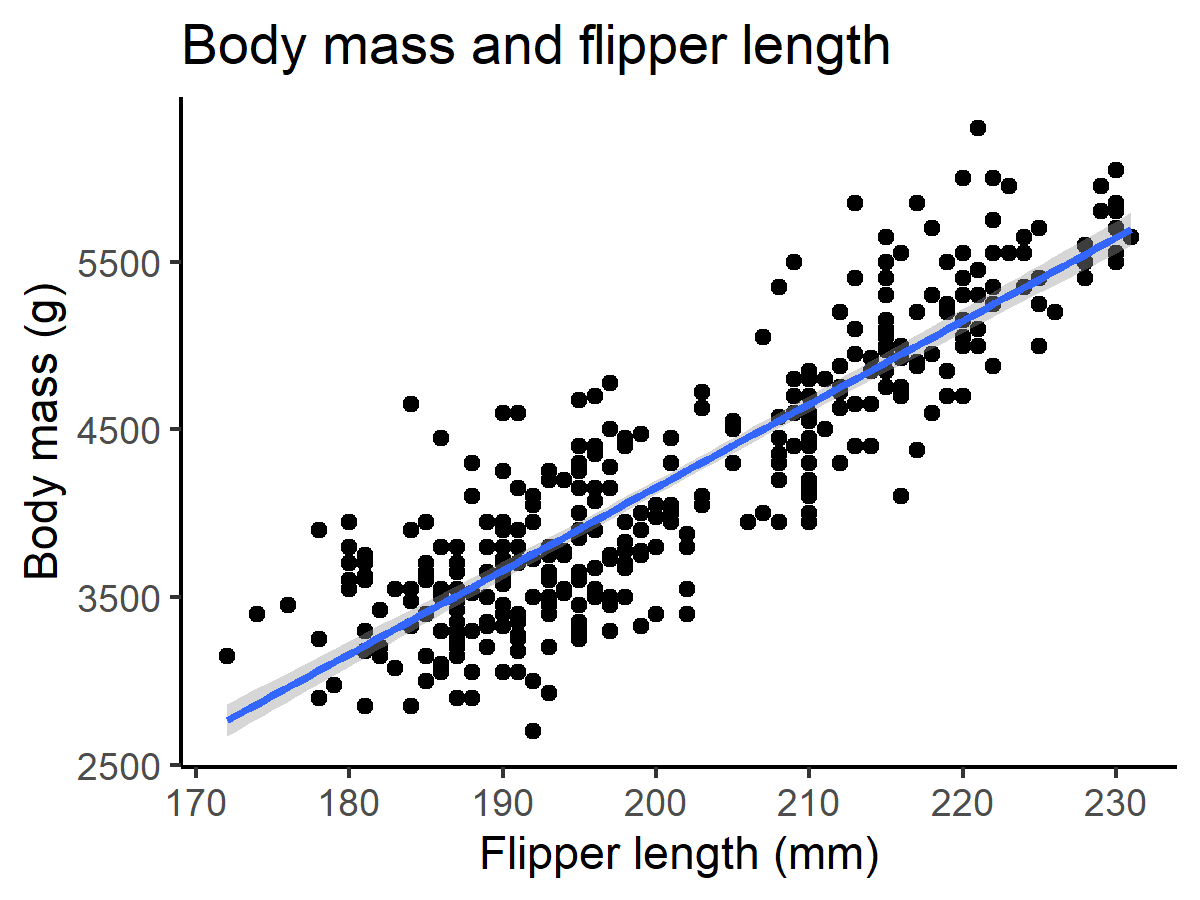 Body mass and flipper length
Body mass (g)
5500
4500
3500
2500
170 180 190 200 210 220 230
Flipper length (mm)